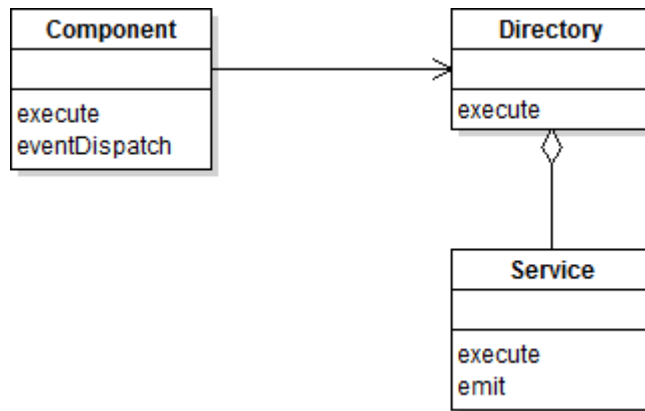 Component
execute
eventDispatch
Directory
execute
Service
execute
emit